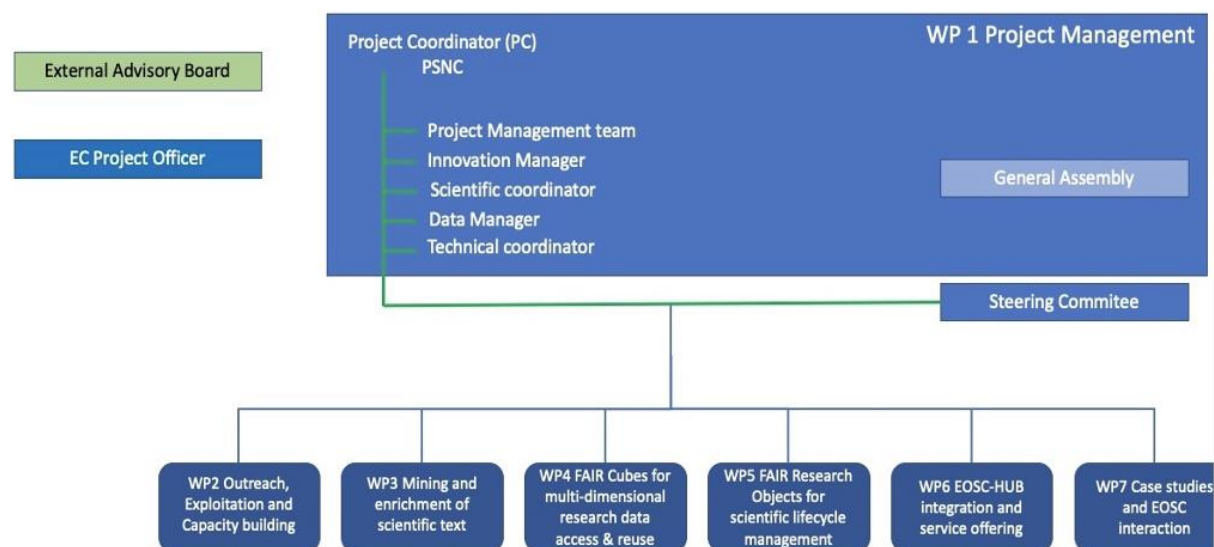 WP 1 Project Management
Project Coordinator (PC)
PSNC
External Advisory Board
EC Project Officer
Project Management team
Innovation Manager
Scientific coordinator
Data Manager
Technical coordinator
General Assembly
Steering Commitee
WP2 Outreach,
Exploitation and
Capacity building
WP3 Mining and
enrichment of
scientific text
WP4 FAIR Cubes for
multi-dimensional
research data
access & reuse
WP5 FAIR Research
Objects for
scientific lifecycle
management
WP6 EOSC-HUB
integration and
service offering
WP7 Case studies
and EOSC
interaction